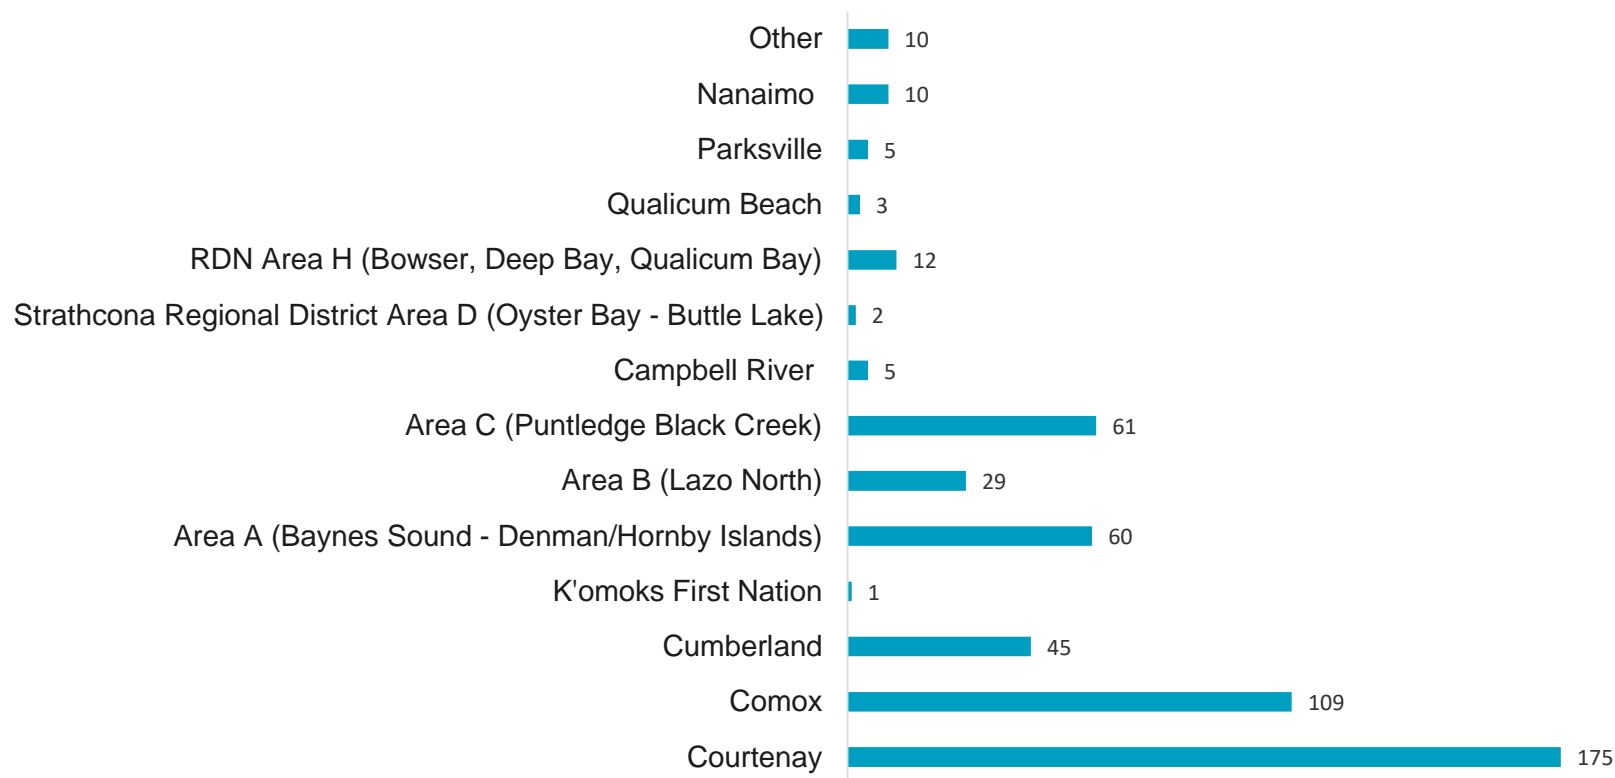 Other 10
Nanaimo 10
Parksville 5
Qualicum Beach 3
RDN Area H (Bowser, Deep Bay, Qualicum Bay) 12
Strathcona Regional District Area D (Oyster Bay - Buttle Lake) 2
Campbell River 5
Area C (Puntledge Black Creek) 61
Area B (Lazo North) 29
Area A (Baynes Sound - Denman/Hornby Islands) 60
K'omoks First Nation 1
Cumberland 45
Comox 109
Courtenay 175